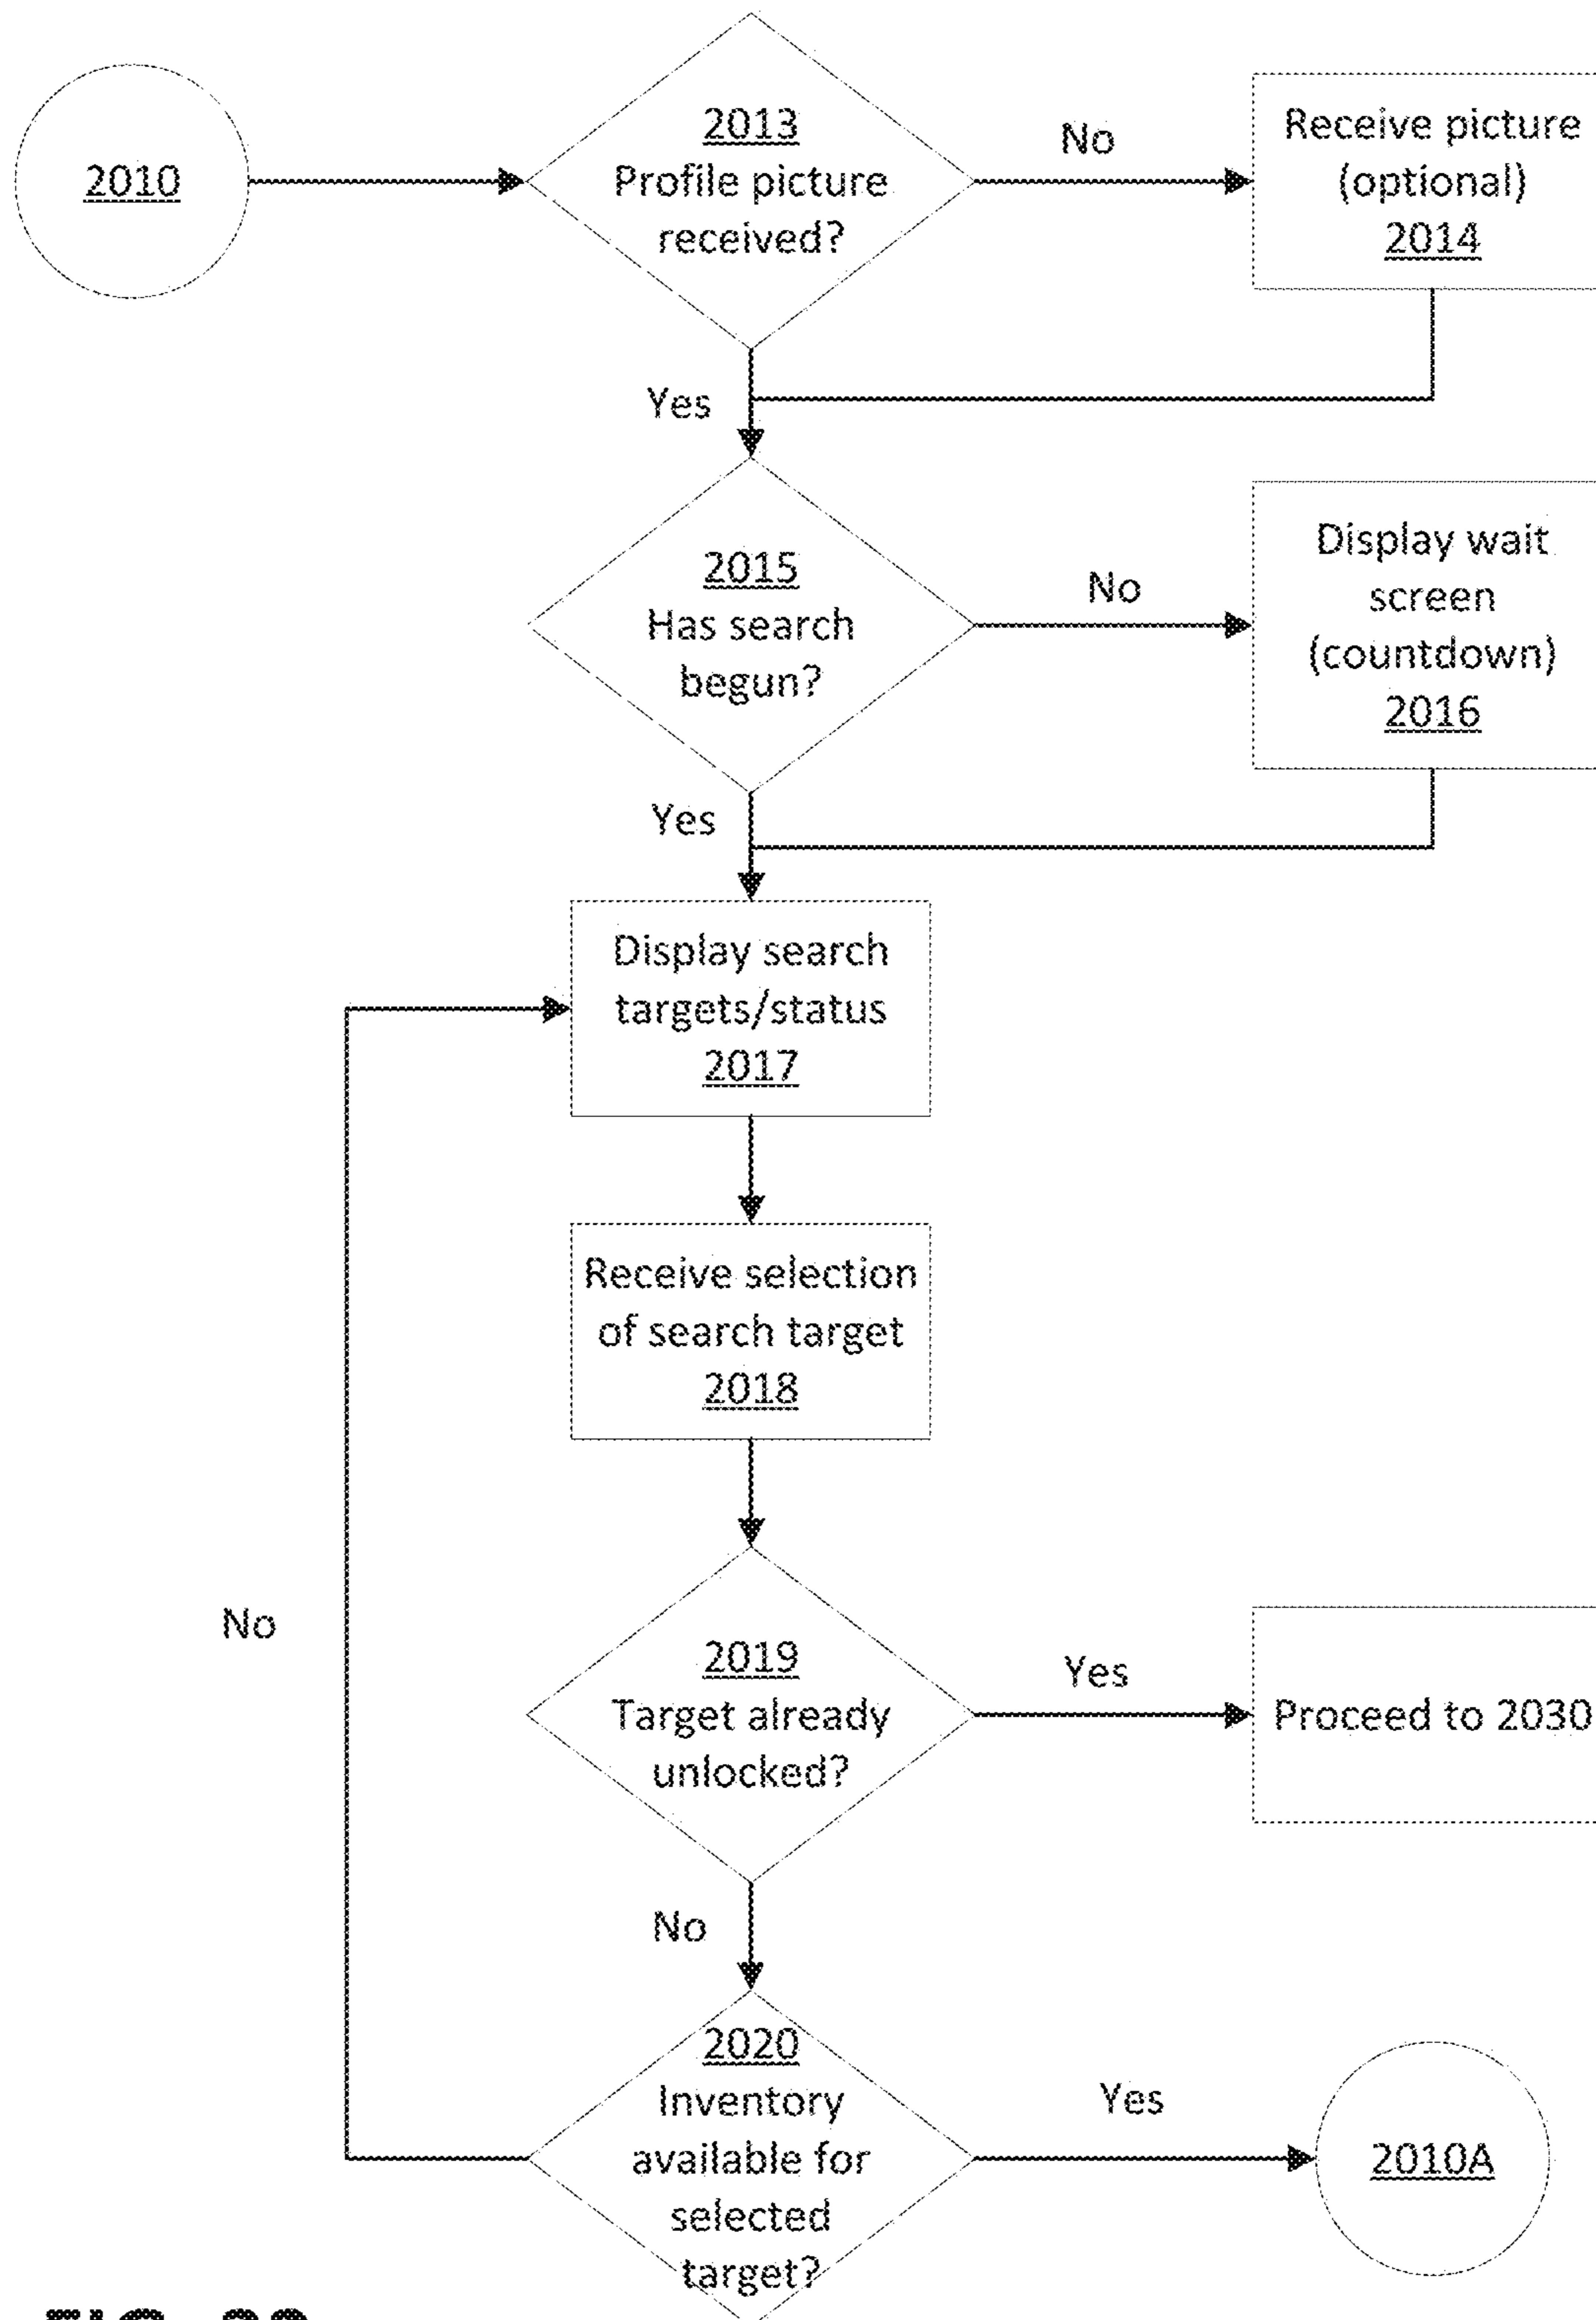 2010
2013
Profile picture
received?
No
Receive picture
(optional)
2014
Yes
2015
Has search
begun?
No
Display wait
screen
(countdown)
2016
Yes
Display search
targets/status
2017
Receive selection
of search target
2018
No
2019
Target already
unlocked?
Yes
Proceed to 2030
No
2020
Inventory
available for
selected
target?
Yes
2010A